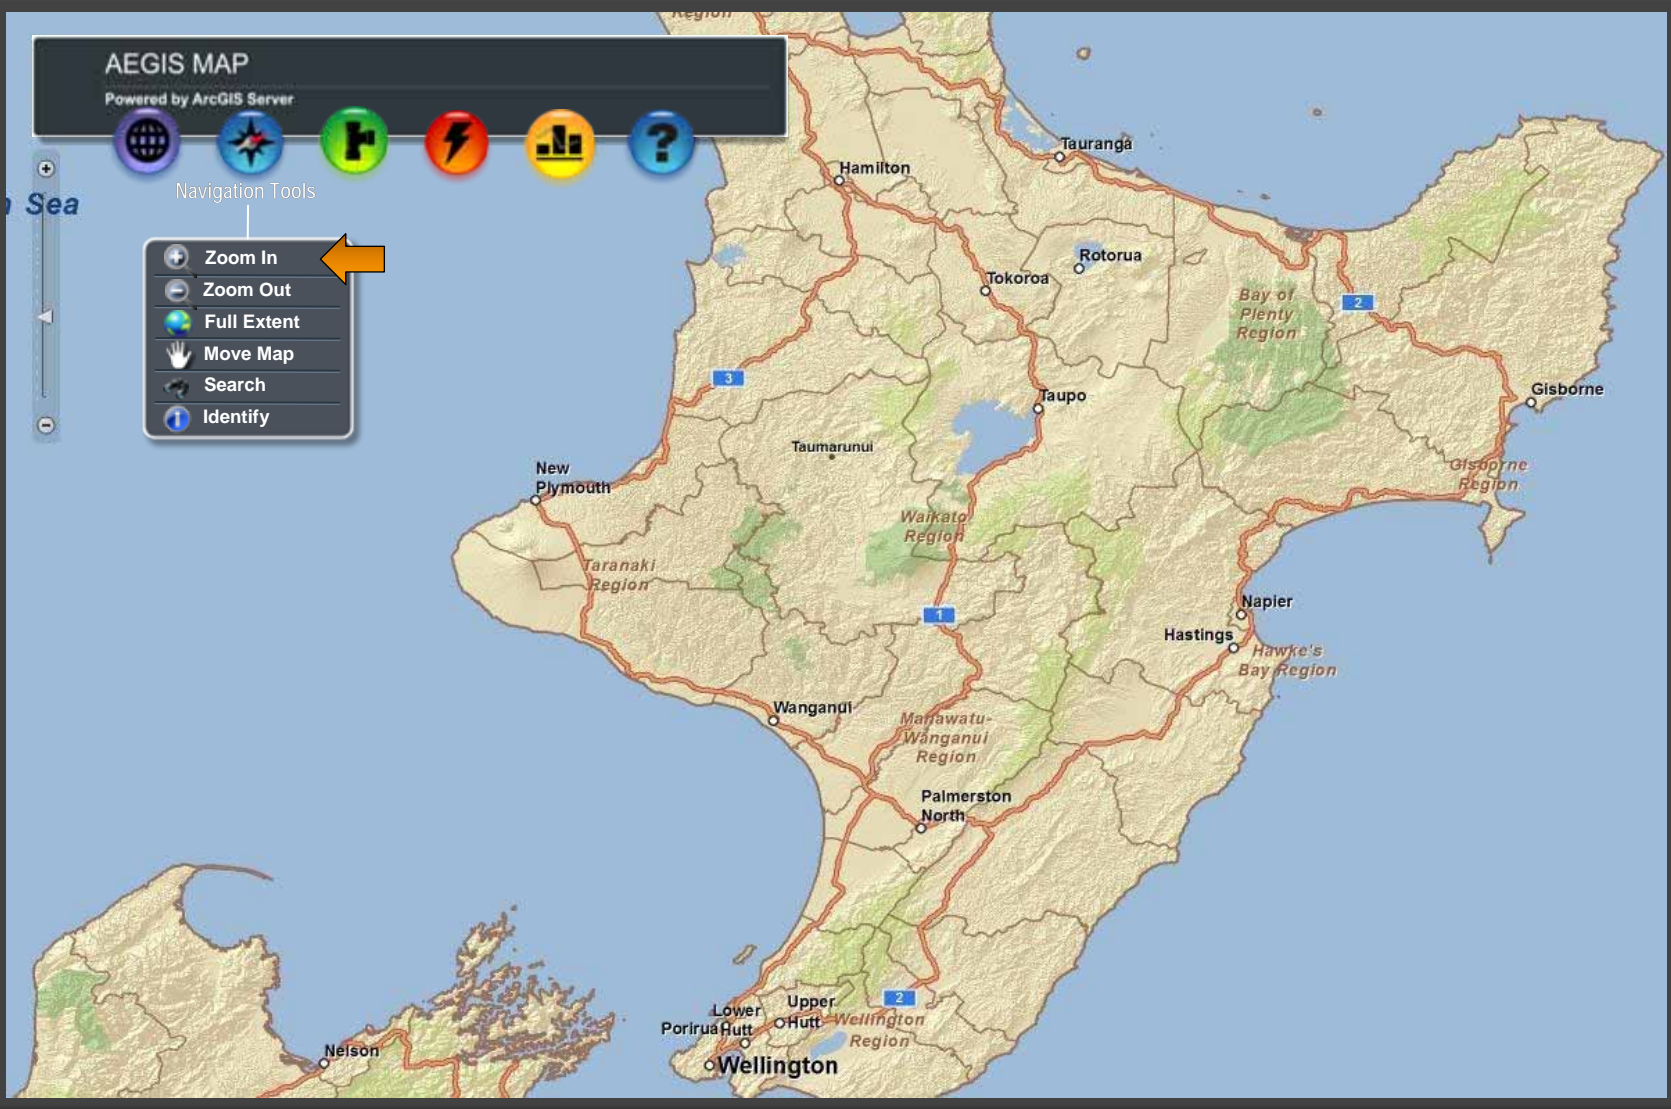 Region
AEGIS MAP
Powered by ArcGIS Server
Navigation Tools
Sea
Zoom In
Zoom Out
Full Extent
Move Map
Search
Identify
Tauranga
Hamilton
Rotorua
Tokoroa
Bay of
Plenty
Region
2
3
Taupo
Gisborne
Taumarunui
New
Plymouth
Gisborne
Region
Waikato
Region
Taranaki
Region
1
Napier
Hastings
Hawke's
Bay Region
Wanganui
Manawatu-
Wanganui
Region
Palmerston
North
2
Upper
Hutt
Lower
Hutt
Porirua
Wellington
Region
Nelson
Wellington